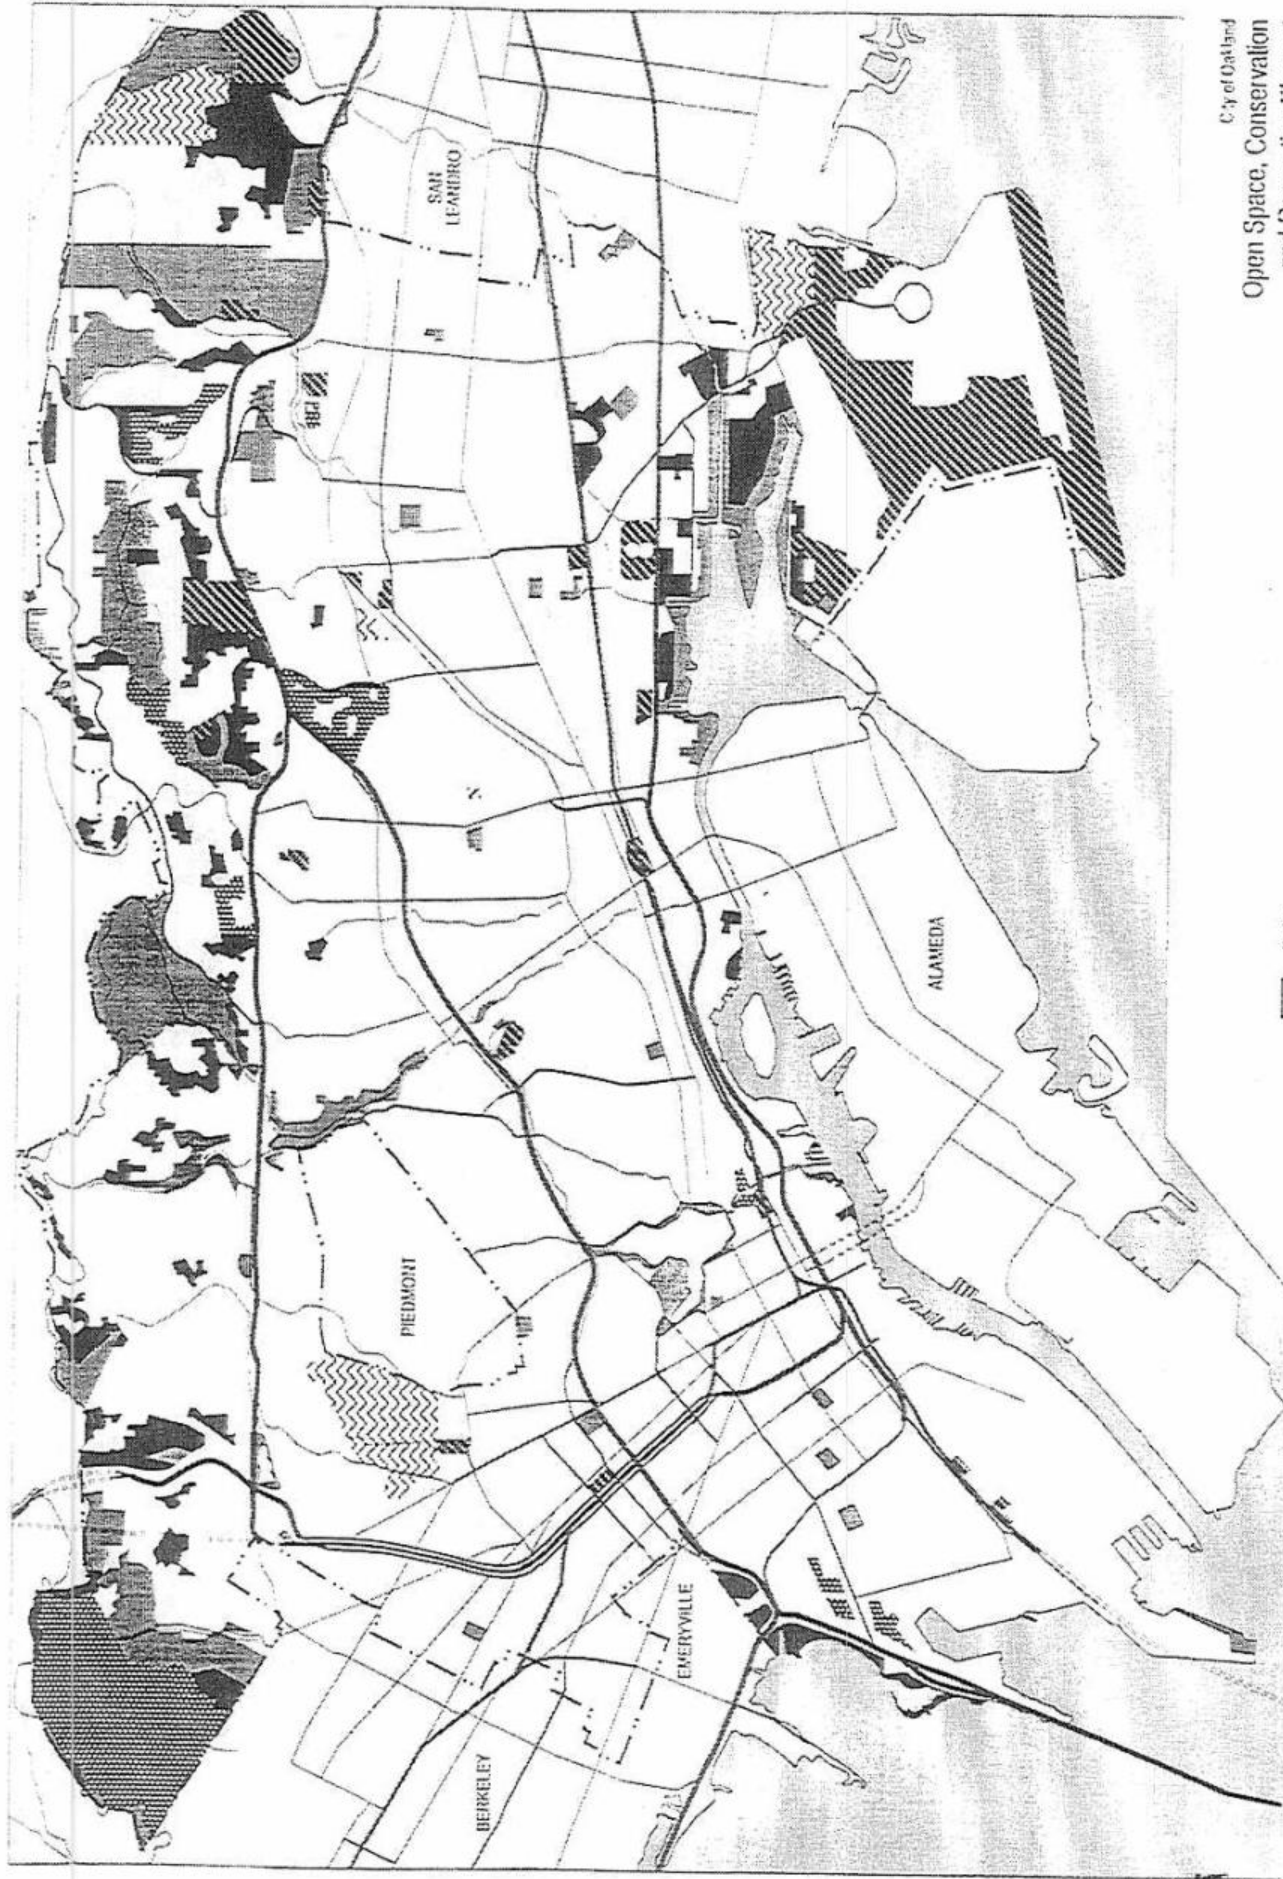 City of Oakland
Open Space, Conservation
SAN
LEANDRO
PIEDMONT
ALAMEDA
EMERYVILLE
BERKELEY